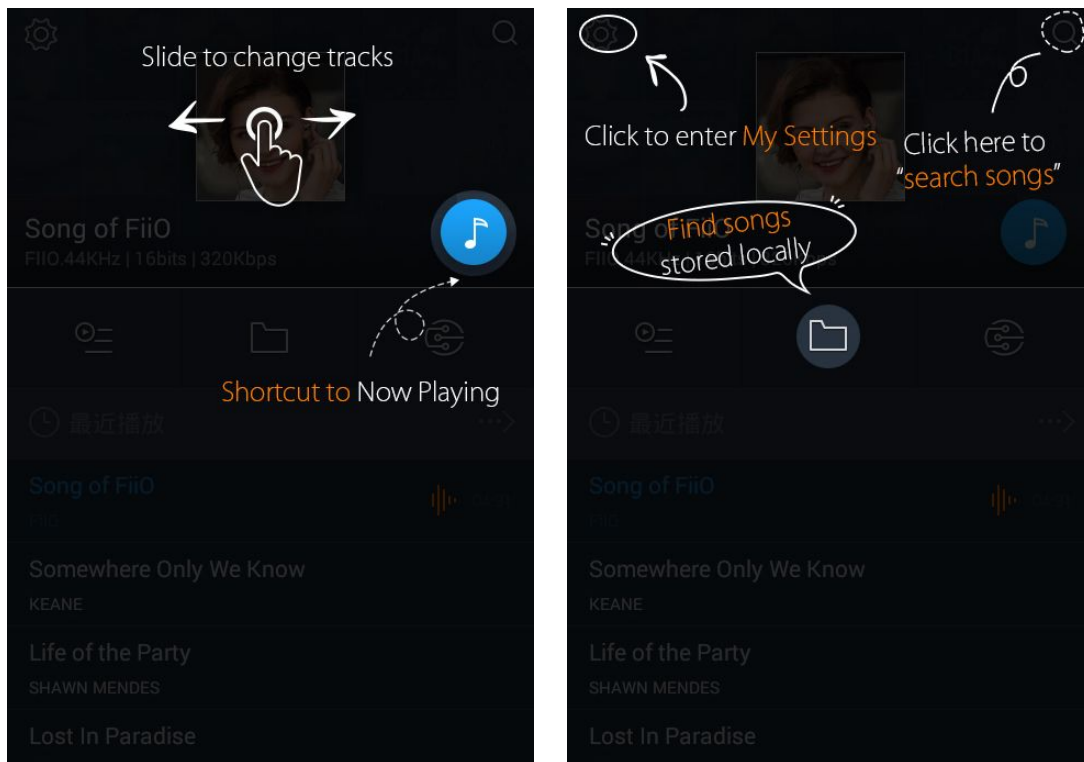 Slide to change tracks
Song of FiiO
FIIO.44KHz | 16bits | 320Kbps
Shortcut to Now Playing
最近播放
Song of FiiO
FiiO
Somewhere Only We Know
KEANE
Life of the Party
SHAWN MENDES
Lost In Paradise
Click to enter My Settings
Click here to
“search songs”
Find songs
stored locally
Song of FiiO
最近播放
Song of FiiO
FiiO
Somewhere Only We Know
KEANE
Life of the Party
SHAWN MENDES
Lost In Paradise